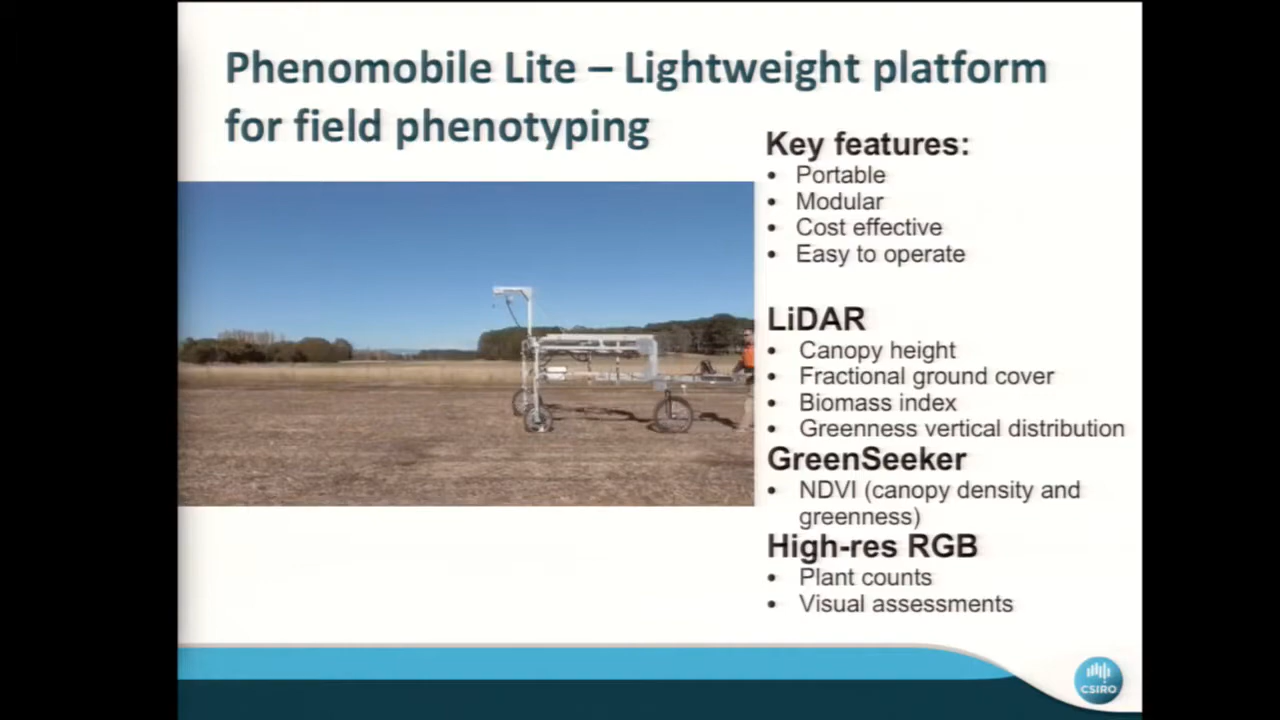 Phenomobile Lite – Lightweight platform
for field phenotyping
Key features:
• Portable
• Modular
• Cost effective
• Easy to operate
LiDAR
• Canopy height
• Fractional ground cover
• Biomass index
• Greenness vertical distribution
GreenSeeker
• NDVI (canopy density and
greenness)
High-res RGB
• Plant counts
• Visual assessments
CSIRO